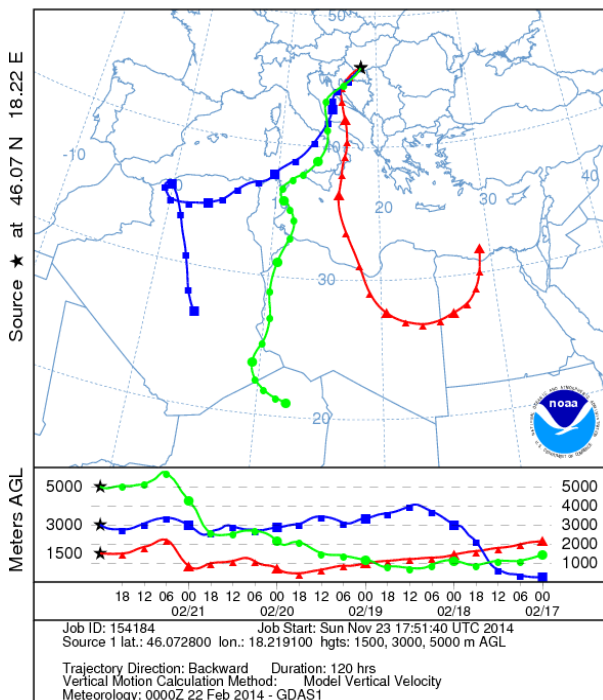 Source ★ at 46.07 N 18.22 E
50
-10
0
10
40
20
30
30
20
noaa
Meters AGL
5000
3000
1500
5000
4000
3000
2000
1000
18 12 06 00 18 12 06 00 18 12 06 00 18 12 06 00 18 12 06 00
02/21 02/20 02/19 02/18 02/17
Job ID: 154184 Job Start: Sun Nov 23 17:51:40 UTC 2014
Source 1 lat.: 46.072800 lon.: 18.219100 hgts: 1500, 3000, 5000 m AGL
Trajectory Direction: Backward Duration: 120 hrs
Vertical Motion Calculation Method: Model Vertical Velocity
Meteorology: 0000Z 22 Feb 2014 - GDAS1